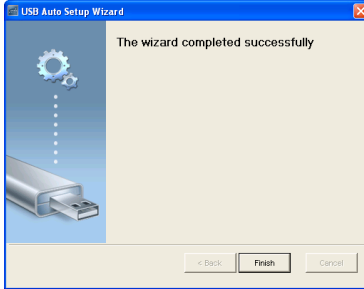 USB Auto Setup Wizard
The wizard completed successfully
< Back
Finish
Cancel